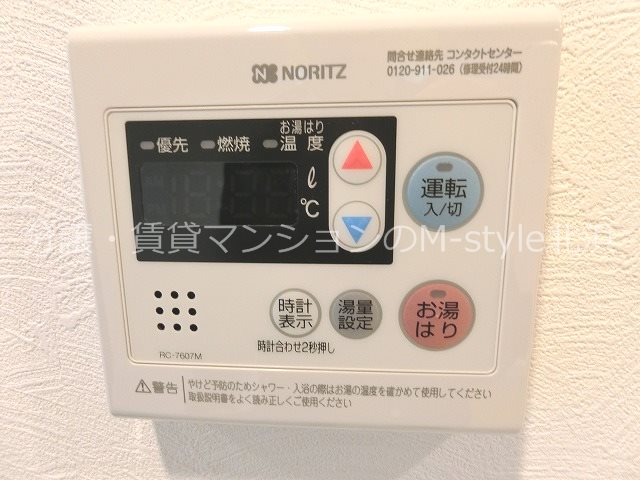 NORITZ
問合せ連絡先 コンタクトセンター
0120-911-026（修理受付24時間）
優先
燃焼
お湯はり
温度
ℓ
℃
運転
入/切
・賃貸マンションのM-style
時計
表示
湯量
設定
お湯
はり
時計合わせ2秒押し
RC-7607M
警告
やけど予防のためシャワー・入浴の際はお湯の温度を確かめて使用してください
取扱説明書をよく読み正しくご使用ください